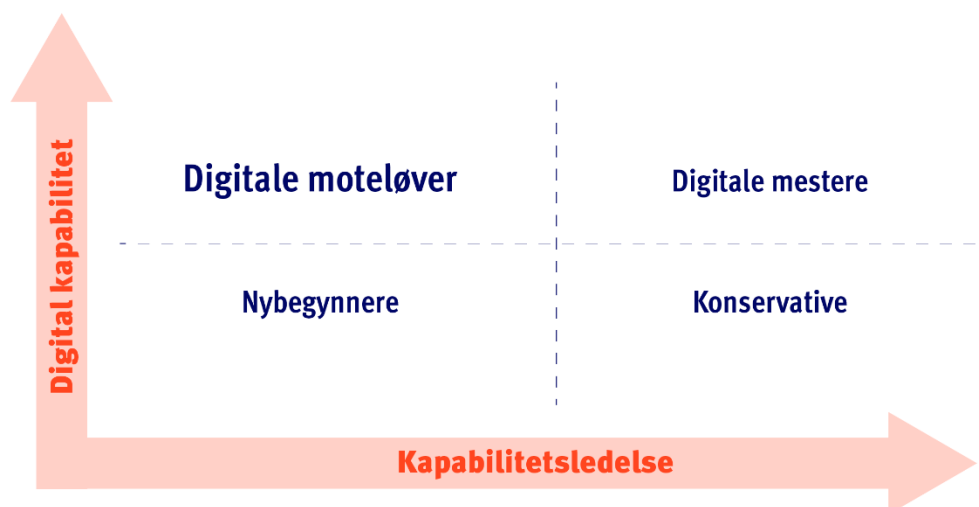 Digital kapabilitet
Digitale moteløver
Digitale mestere
Nybegynnere
Konservative
Kapabilitetsledelse